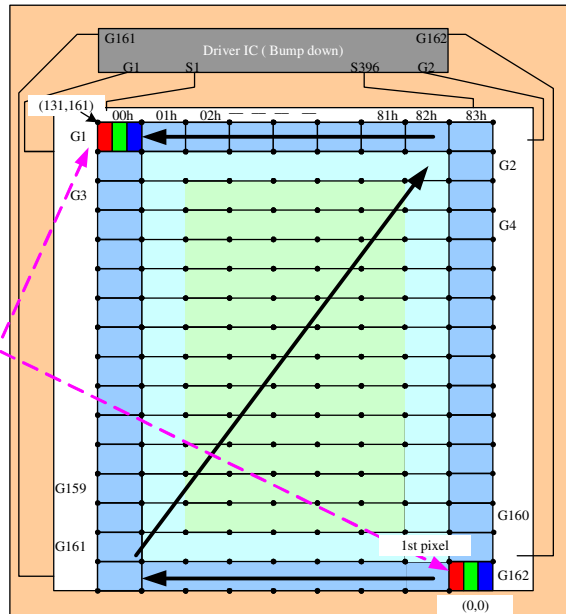 G161 G162
Driver IC ( Bump down)
G1 S1 S396 G2
(131,161)
00h 01h 02h 81h 82h 83h
G1
G2
G3
G4
G159
G160
G161 1st pixel
G162
(0,0)